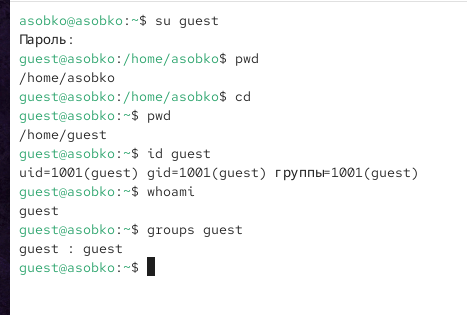 asobko@asobko:~$ su guest
Пароль:
guest@asobko:/home/asobko$ pwd
/home/asobko
guest@asobko:/home/asobko$ cd
guest@asobko:~$ pwd
/home/guest
guest@asobko:~$ id guest
uid=1001(guest) gid=1001(guest) группы=1001(guest)
guest@asobko:~$ whoami
guest
guest@asobko:~$ groups guest
guest : guest
guest@asobko:~$